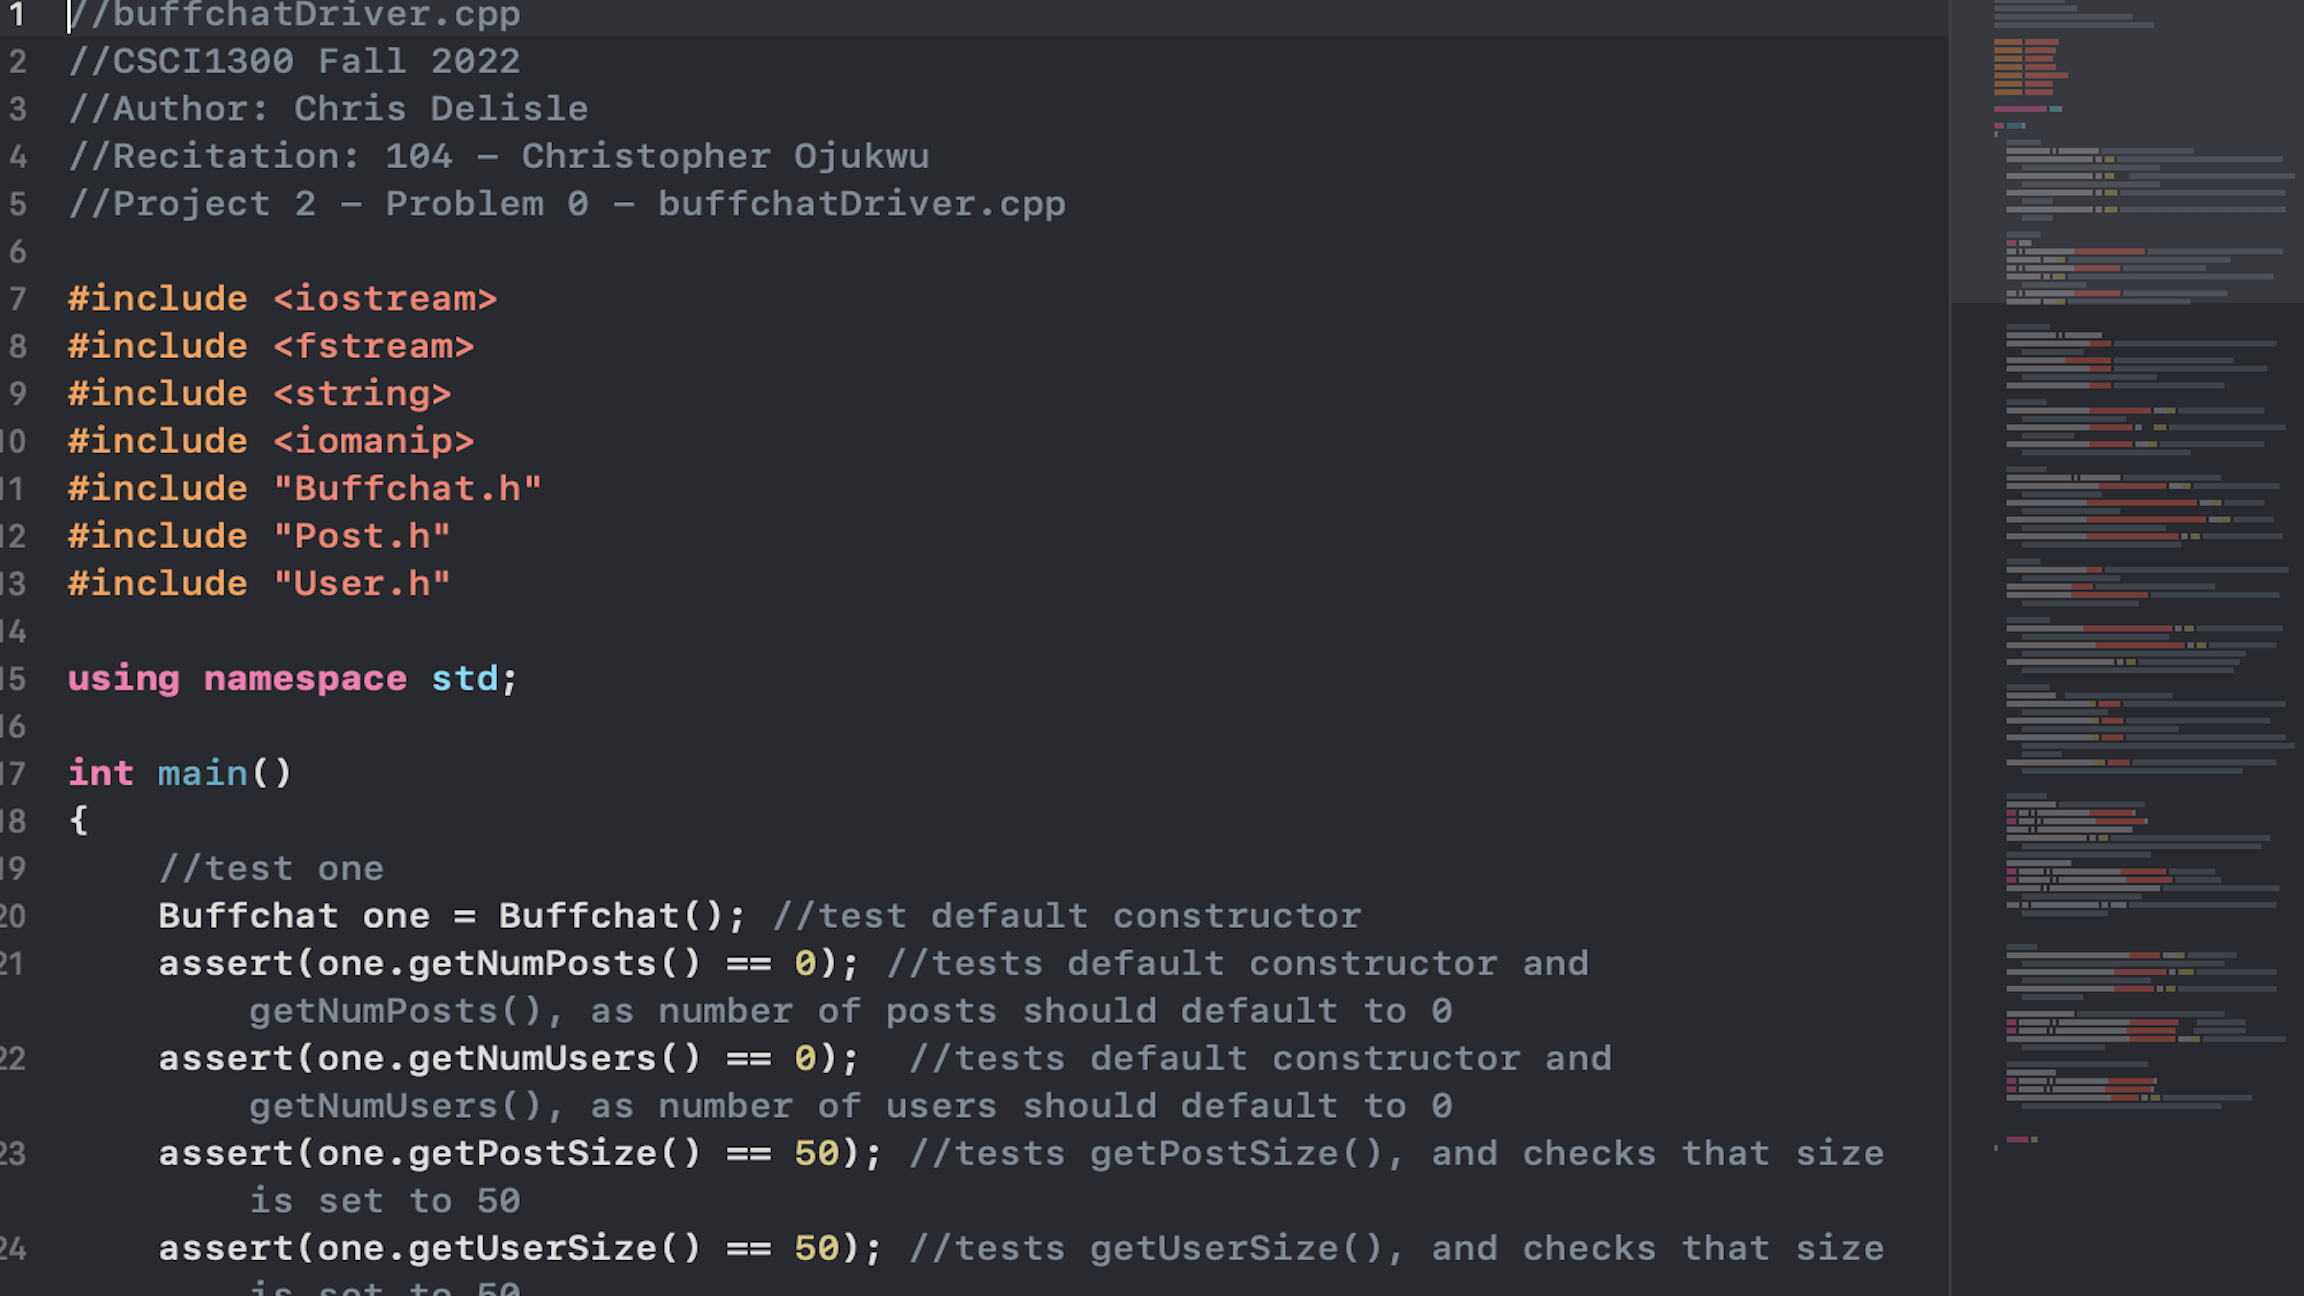 1 //buffchatDriver.cpp
2 //CSCI1300 Fall 2022
3 //Author: Chris Delisle
4 //Recitation: 104 – Christopher Ojukwu
5 //Project 2 – Problem 0 – buffchatDriver.cpp
6
7 #include <iostream>
8 #include <fstream>
9 #include <string>
10 #include <iomanip>
11 #include "Buffchat.h"
12 #include "Post.h"
13 #include "User.h"
14
15 using namespace std;
16
17 int main()
18 {
19 //test one
20 Buffchat one = Buffchat(); //test default constructor
21 assert(one.getNumPosts() == 0); //tests default constructor and
getNumPosts(), as number of posts should default to 0
22 assert(one.getNumUsers() == 0);  //tests default constructor and
getNumUsers(), as number of users should default to 0
23 assert(one.getPostSize() == 50); //tests getPostSize(), and checks that size
is set to 50
24 assert(one.getUserSize() == 50); //tests getUserSize(), and checks that size
is set to 50